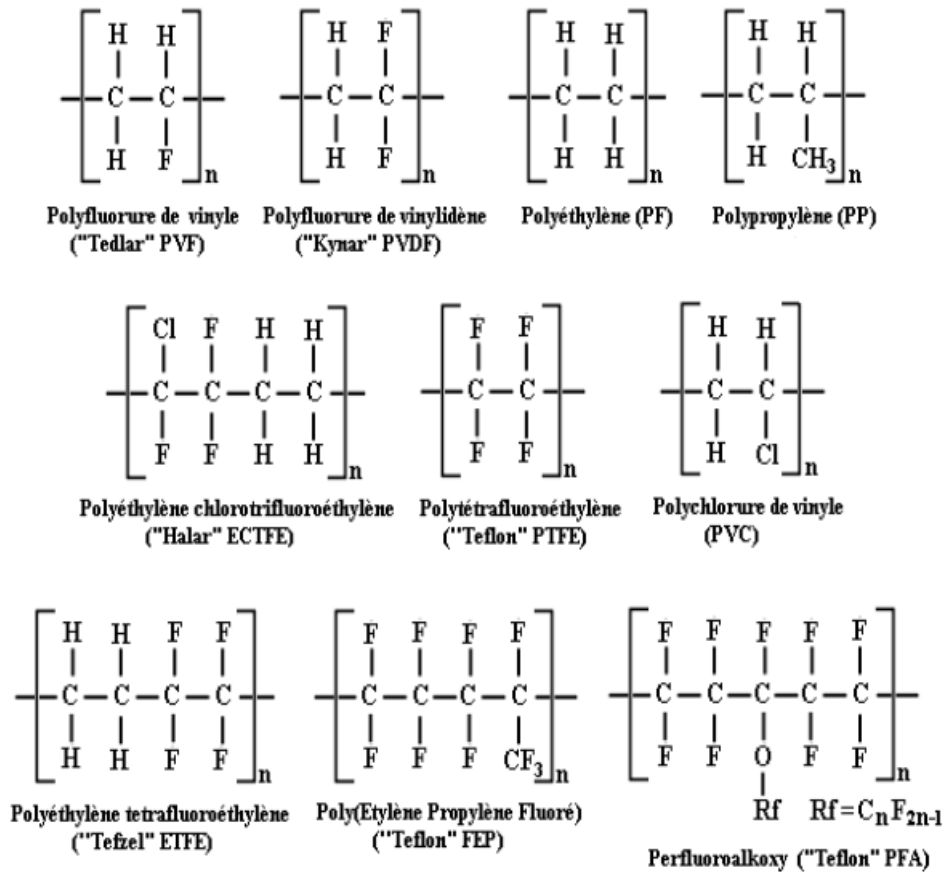 H H
C C
H F
n
Polyfluorure de vinyle
("Tedlar" PVF)
H F
C C
H F
n
Polyfluorure de vinylidène
("Kynar" PVDF)
H H
C C
H H
n
Polyéthylène (PF)
H H
C C
H CH3
n
Polypropylène (PP)
Cl F H H
C C C C
F F H H
n
Polyéthylène chlorotrifluoroéthylène
("Halar" ECTFE)
F F
C C
F F
n
Polytétrafluoroéthylène
("Teflon" PTFE)
H H
C C
H Cl
n
Polychlorure de vinyle
(PVC)
H H F F
C C C C
H H F F
n
Polyéthylène tetrafluoroéthylène
("Tefzel" ETFE)
F F F F
C C C C
F F F CF3
n
Poly(Etylène Propylène Fluoré)
("Teflon" FEP)
F F F F F
C C C C C
F F O F F
n
Rf Rf=CnF2n-1
Perfluoroalkoxy ("Teflon" PFA)